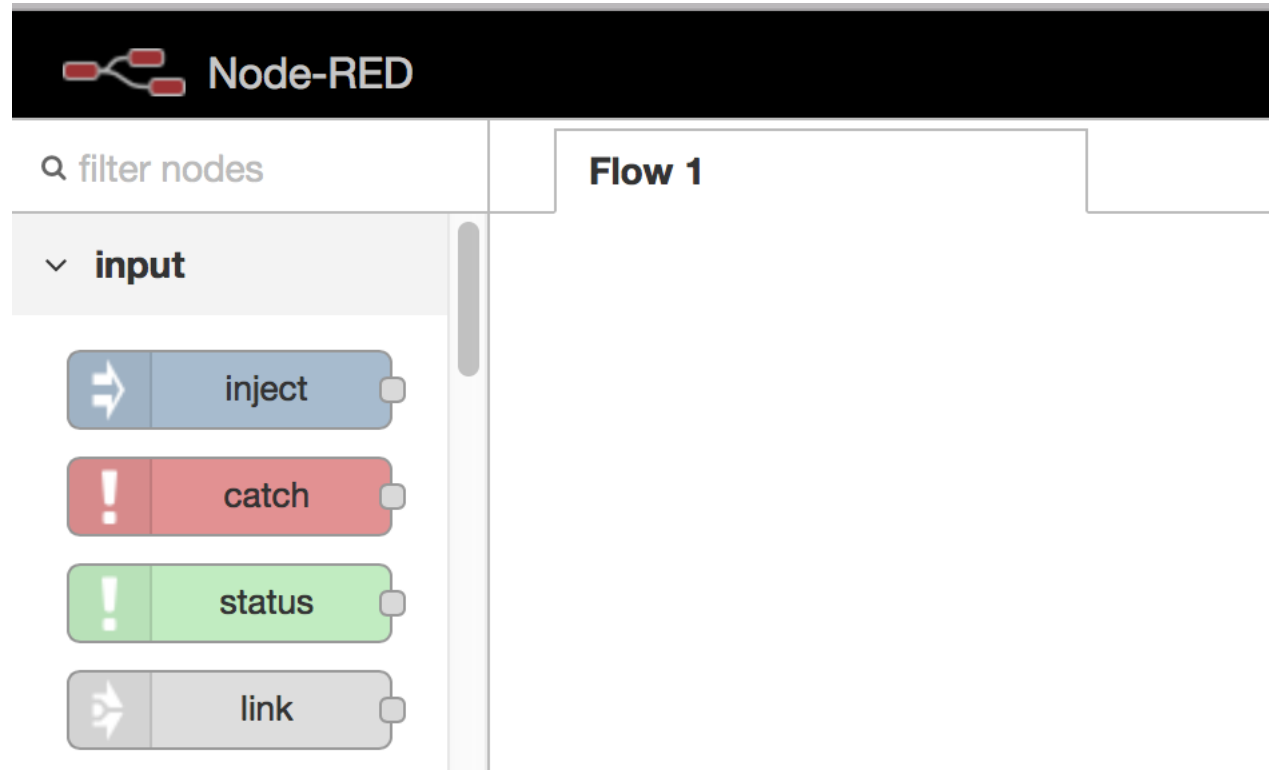 Node-RED
filter nodes
Flow 1
input
inject
catch
status
link